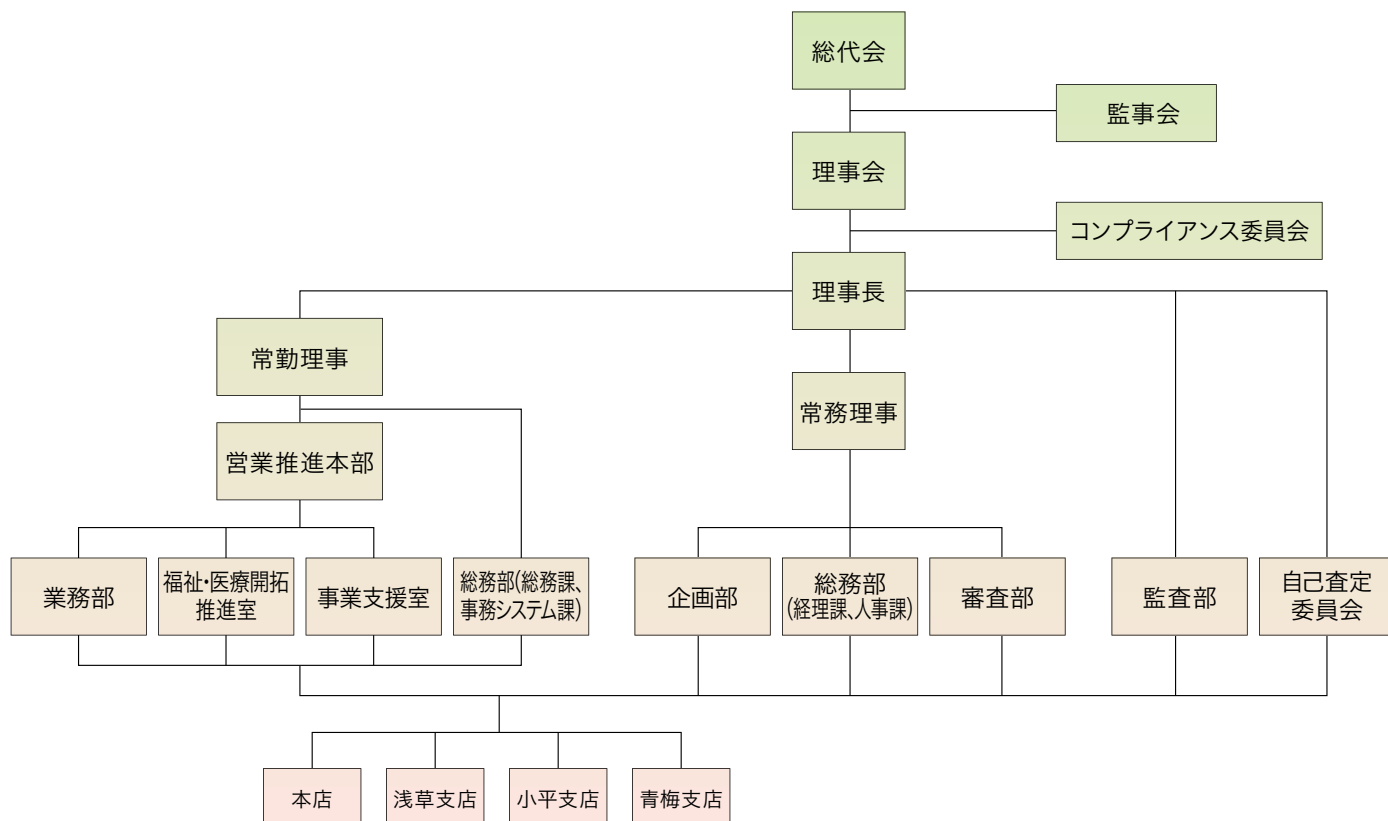 総代会
監事会
理事会
コンプライアンス委員会
理事長
常勤理事
常務理事
営業推進本部
業務部
福祉・医療開拓
推進室
事業支援室
総務部(総務課、
事務システム課)
企画部
総務部
(経理課、人事課)
審査部
監査部
自己査定
委員会
本店
浅草支店
小平支店
青梅支店